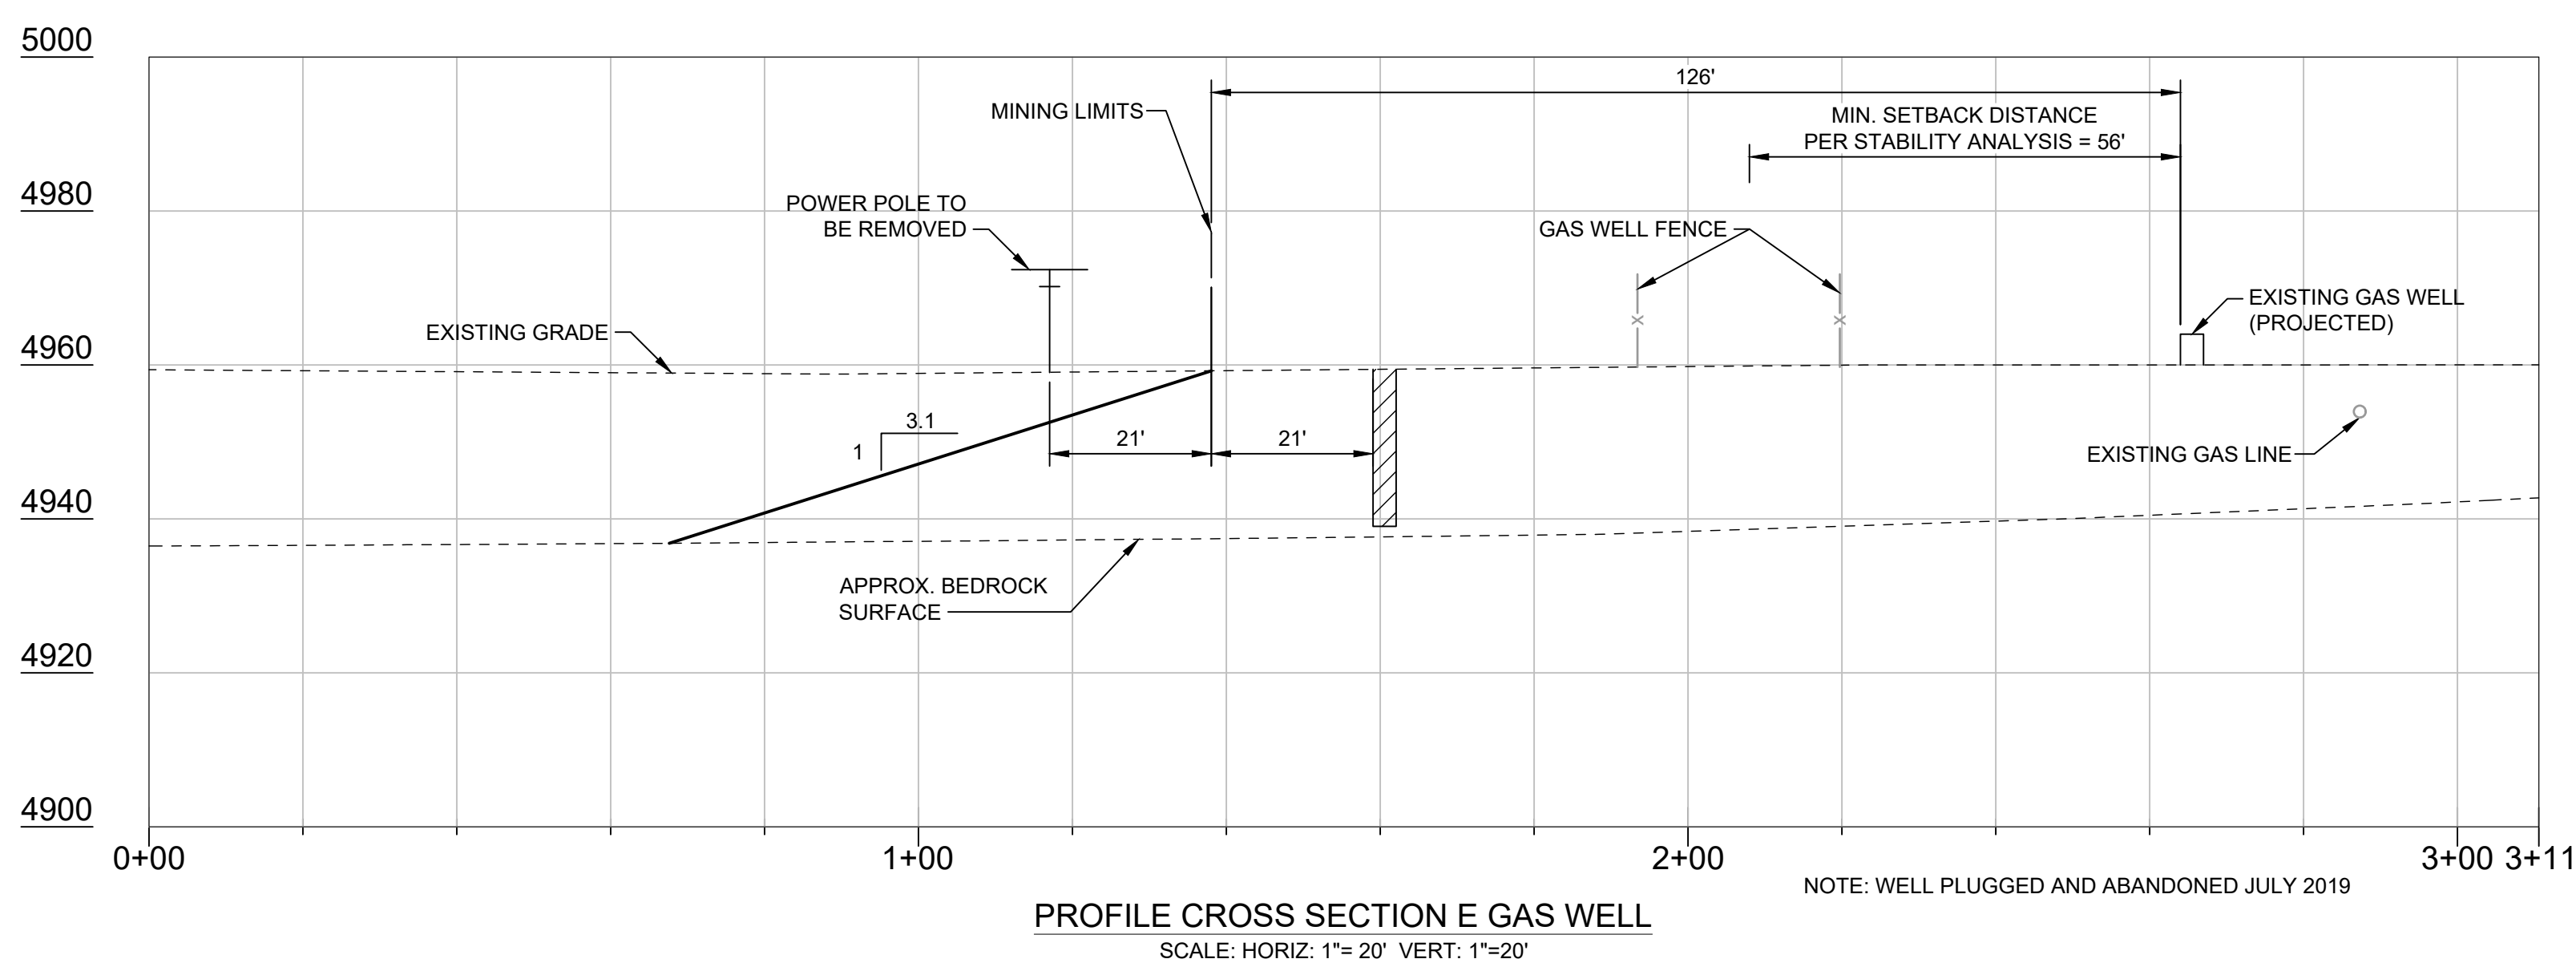 5000
126'
MINING LIMITS
MIN. SETBACK DISTANCE
PER STABILITY ANALYSIS = 56'
4980
POWER POLE TO
BE REMOVED
GAS WELL FENCE
X
X
EXISTING GAS WELL
(PROJECTED)
EXISTING GRADE
4960
3.1
1
21'
21'
EXISTING GAS LINE
4940
APPROX. BEDROCK
SURFACE
4920
4900
0+00
1+00
2+00
3+00
3+11
NOTE: WELL PLUGGED AND ABANDONED JULY 2019
PROFILE CROSS SECTION E GAS WELL
SCALE: HORIZ: 1"= 20' VERT: 1"=20'